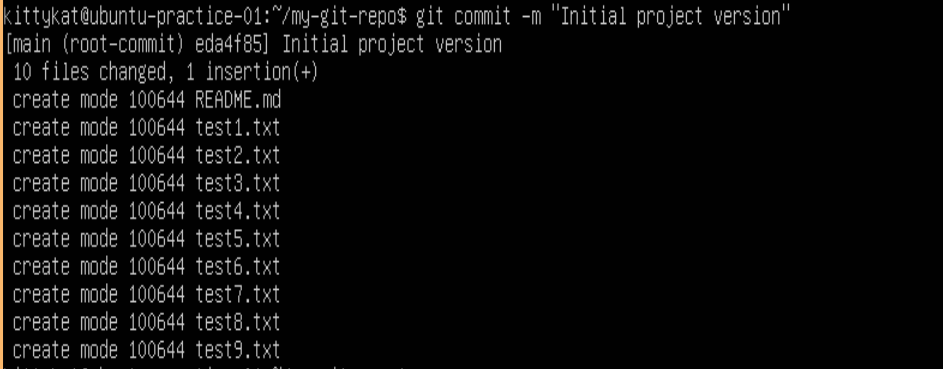 kittykat@ubuntu-practice-01:~/my-git-repo$ git commit -m "Initial project version"
[main (root-commit) eda4f85] Initial project version
 10 files changed, 1 insertion(+)
 create mode 100644 README.md
 create mode 100644 test1.txt
 create mode 100644 test2.txt
 create mode 100644 test3.txt
 create mode 100644 test4.txt
 create mode 100644 test5.txt
 create mode 100644 test6.txt
 create mode 100644 test7.txt
 create mode 100644 test8.txt
 create mode 100644 test9.txt